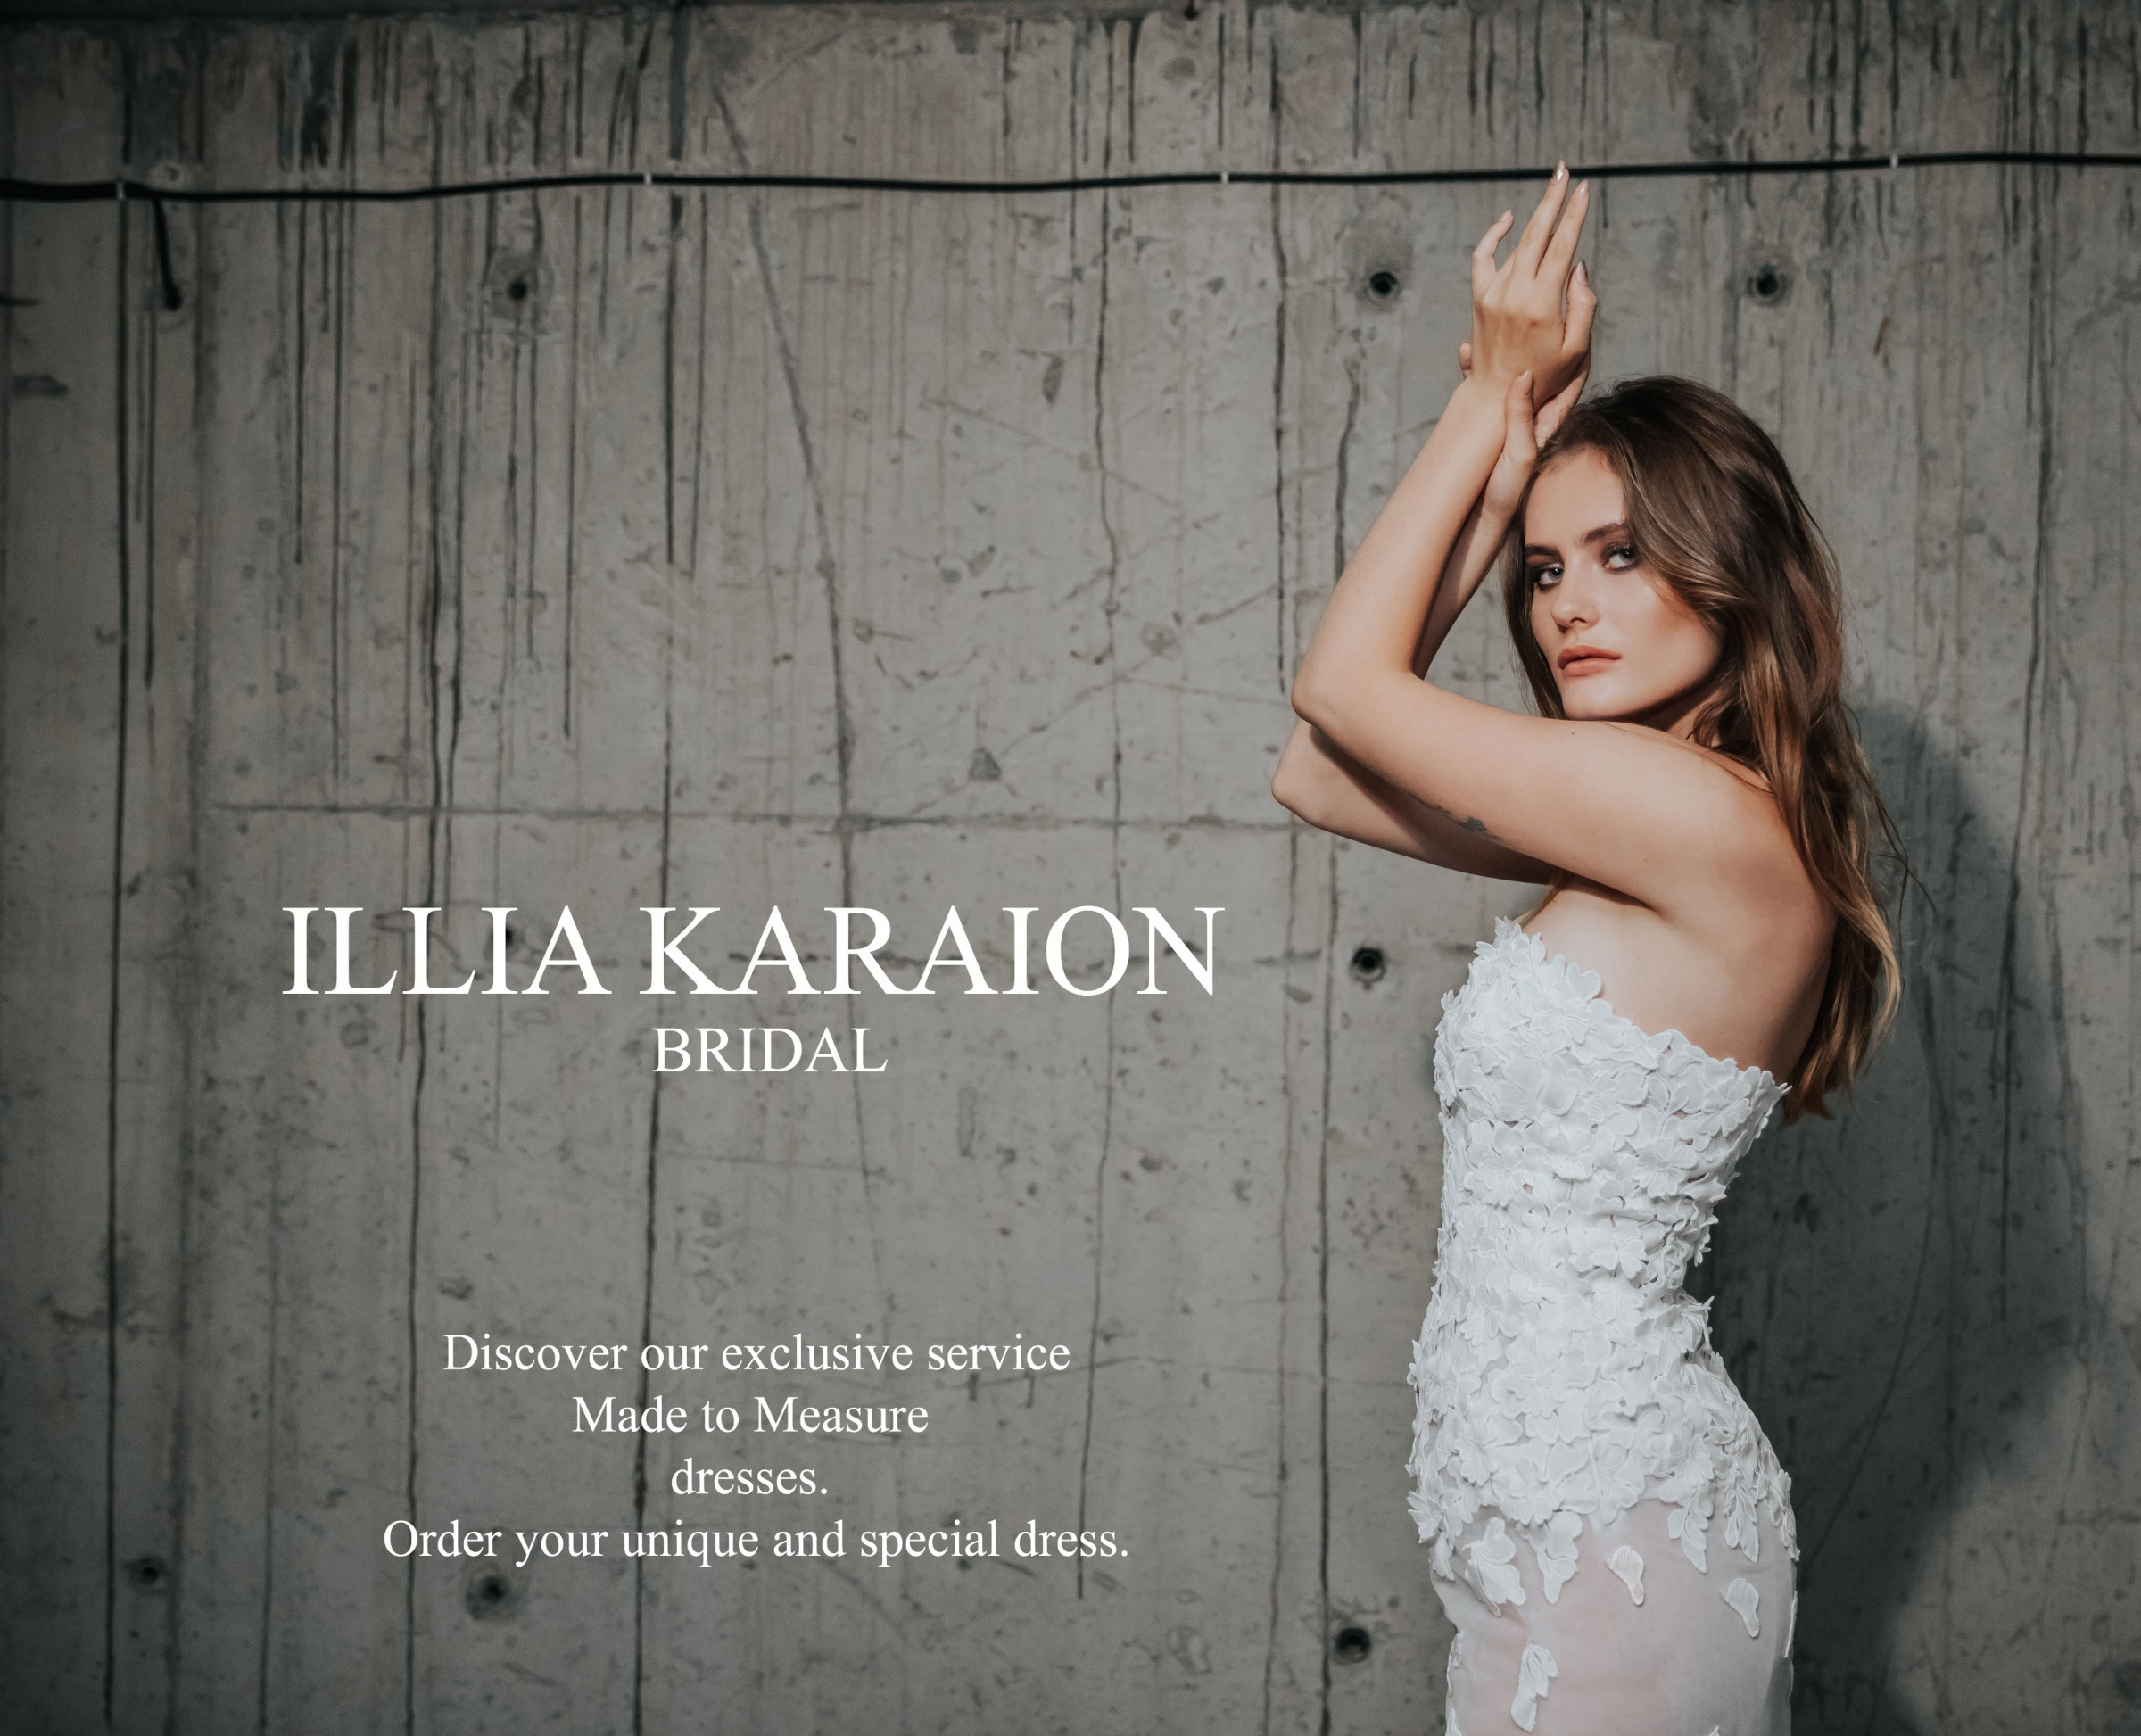 ILLIA KARAION
BRIDAL
Discover our exclusive service
Made to Measure
dresses.
Order your unique and special dress.